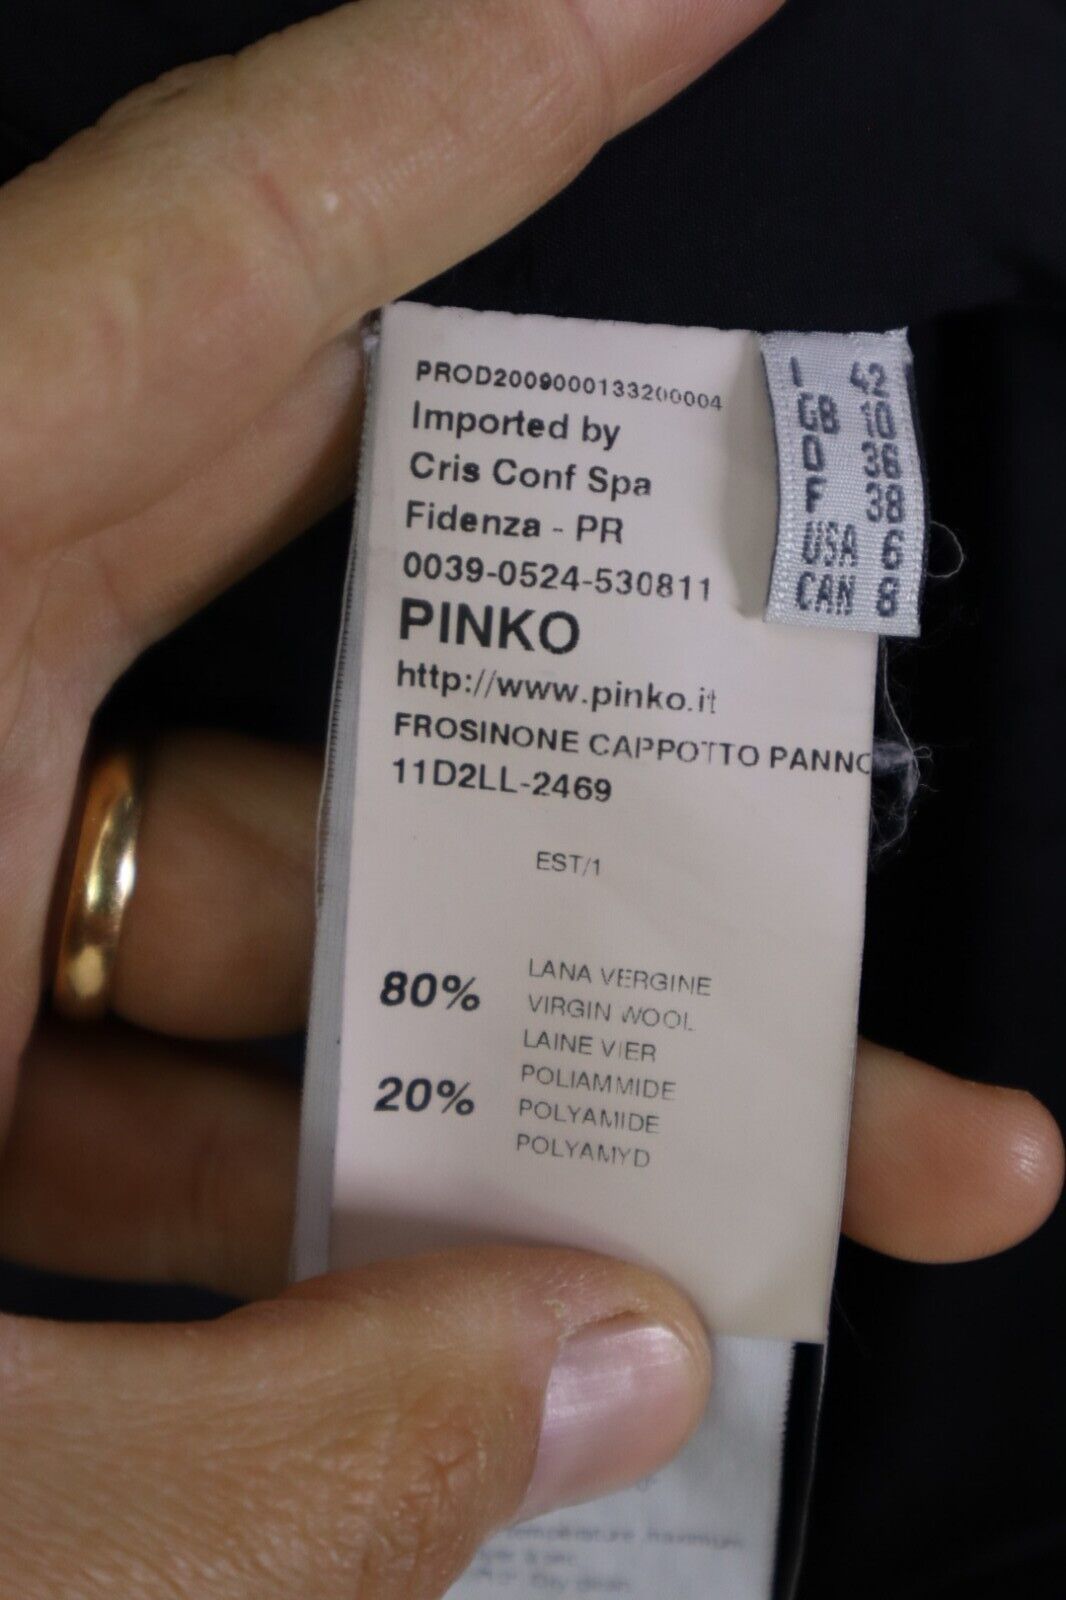 PROD2009000133200004
Imported by
Cris Conf Spa
Fidenza - PR
0039-0524-530811
PINKO
http://www.pinko.it
FROSINONE CAPPOTTO PANNO
11D2LL-2469
EST/1
80% LANA VERGINE
VIRGIN WOOL
LAINE VIER
20% POLIAMMIDE
POLYAMIDE
POLYAMYD
I 42
GB 10
D 36
F 38
USA 6
CAN 8